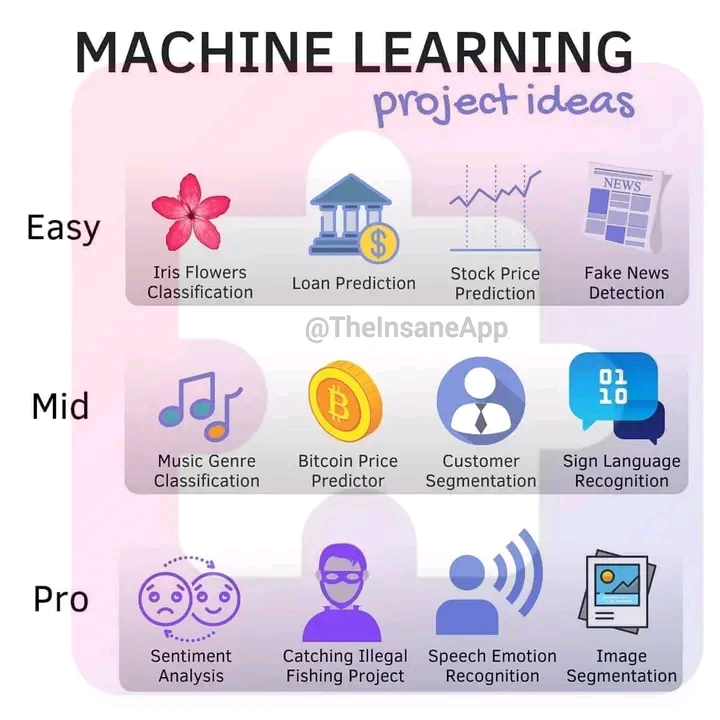 MACHINE LEARNING
project ideas
Easy
NEWS
Iris Flowers
Classification
Loan Prediction
Stock Price
Prediction
Fake News
Detection
@TheInsaneApp
Mid
01
10
Music Genre
Classification
Bitcoin Price
Predictor
Customer
Segmentation
Sign Language
Recognition
Pro
Sentiment
Analysis
Catching Illegal
Fishing Project
Speech Emotion
Recognition
Image
Segmentation